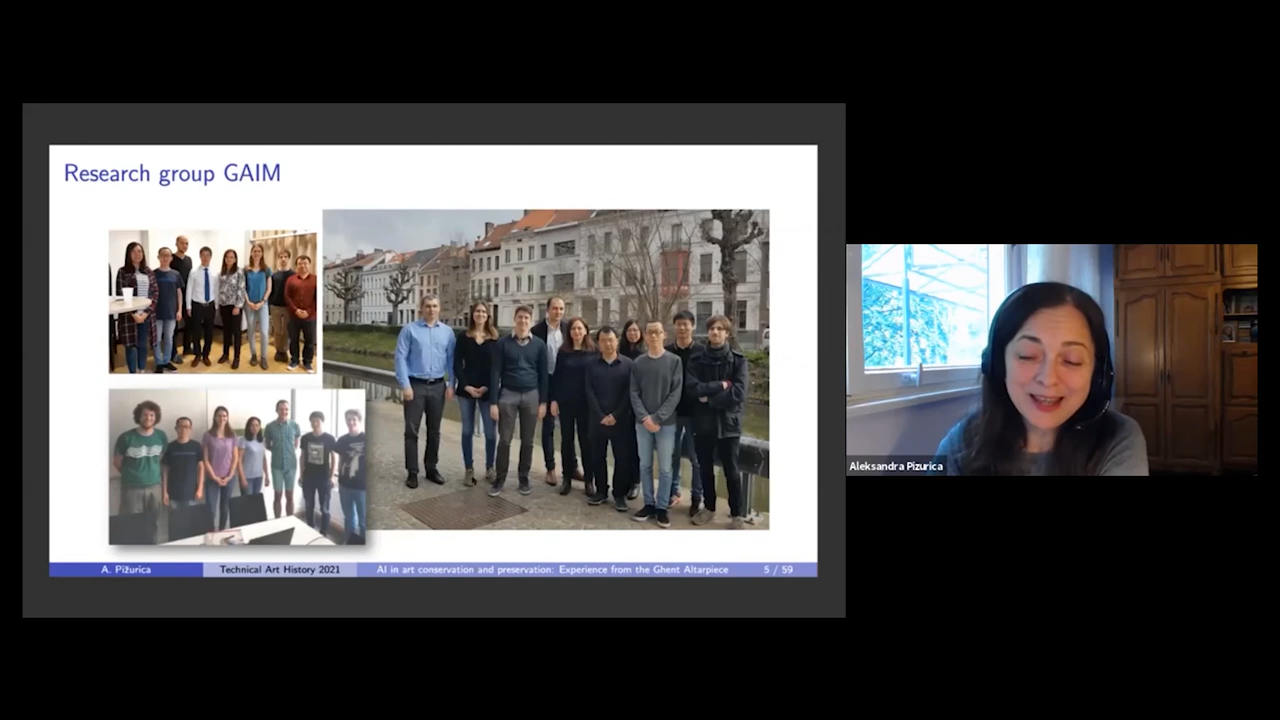 Research group GAIM
A. Pižurica
Technical Art History 2021
AI in art conservation and preservation: Experience from the Ghent Altarpiece
5 / 59
Aleksandra Pizurica